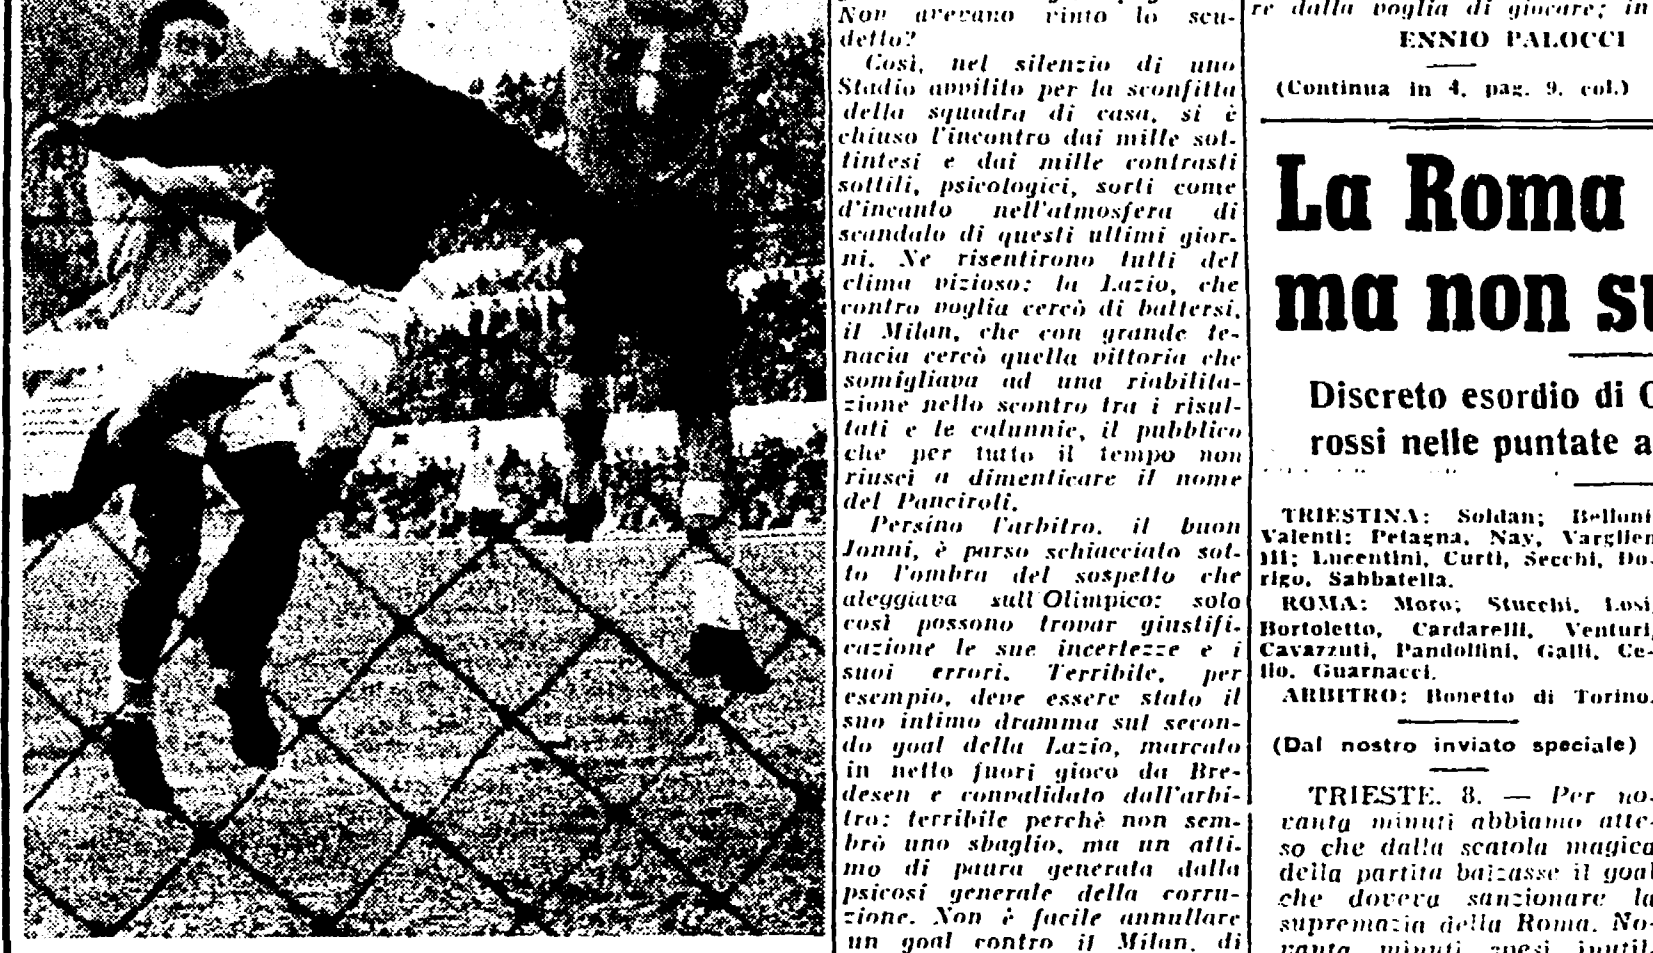 Non avevano vinto lo scu-
detto?
Così, nel silenzio di uno
Stadio avvilito per la sconfitta
della squadra di casa, si è
chiuso l'incontro dai mille sot-
tintesi e dai mille contrasti
sottili, psicologici, sorti come
d'incanto nell'atmosfera di
scandalo di questi ultimi gior-
ni. Ne risentirono tutti del
clima vizioso: la Lazio, che
contro voglia cercò di battersi,
il Milan, che con grande te-
nacia cercò quella vittoria che
somigliava ad una riabilita-
zione nello scontro tra i risul-
tati e le calunnie, il pubblico
che per tutto il tempo non
riuscì a dimenticare il nome
del Panciroli.
Persino l'arbitro, il buon
Jonni, è parso schiacciato sot-
to l'ombra del sospetto che
aleggiava sull'Olimpico: solo
così possono trovar giustifi-
cazione le sue incertezze e i
suoi errori. Terribile, per
esempio, deve essere stato il
suo intimo dramma sul secon-
do goal della Lazio, marcato
in netto fuori gioco da Bre-
desen e convalidato dall'arbi-
tro: terribile perchè non sem-
brò uno sbaglio, ma un atti-
mo di paura generata dalla
psicosi generale della corru-
zione. Non è facile annullare
un goal contro il Milan, di
re dalla voglia di giocare; in
ENNIO PALOCCI
(Continua in 4. pag. 9. col.)
La Roma
ma non su
Discreto esordio di C
rossi nelle puntate a
TRIESTINA: Soldan; Belloni
Valenti; Petagna, Nay, Varglien
III; Lucentini, Curti, Secchi, Do-
rigo, Sabbatella.
ROMA: Moro; Stucchi, Losi,
Bortoletto, Cardarelli, Venturi,
Cavazzuti, Pandolfini, Galli, Ce-
lio, Guarnacci.
ARBITRO: Bonetto di Torino.
(Dal nostro inviato speciale)
TRIESTE. 8. — Per no-
vanta minuti abbiamo atte-
so che dalla scatola magica
della partita balzasse il goal
che doveva sanzionare la
supremazia della Roma. No-
vanta minuti spesi inutil-